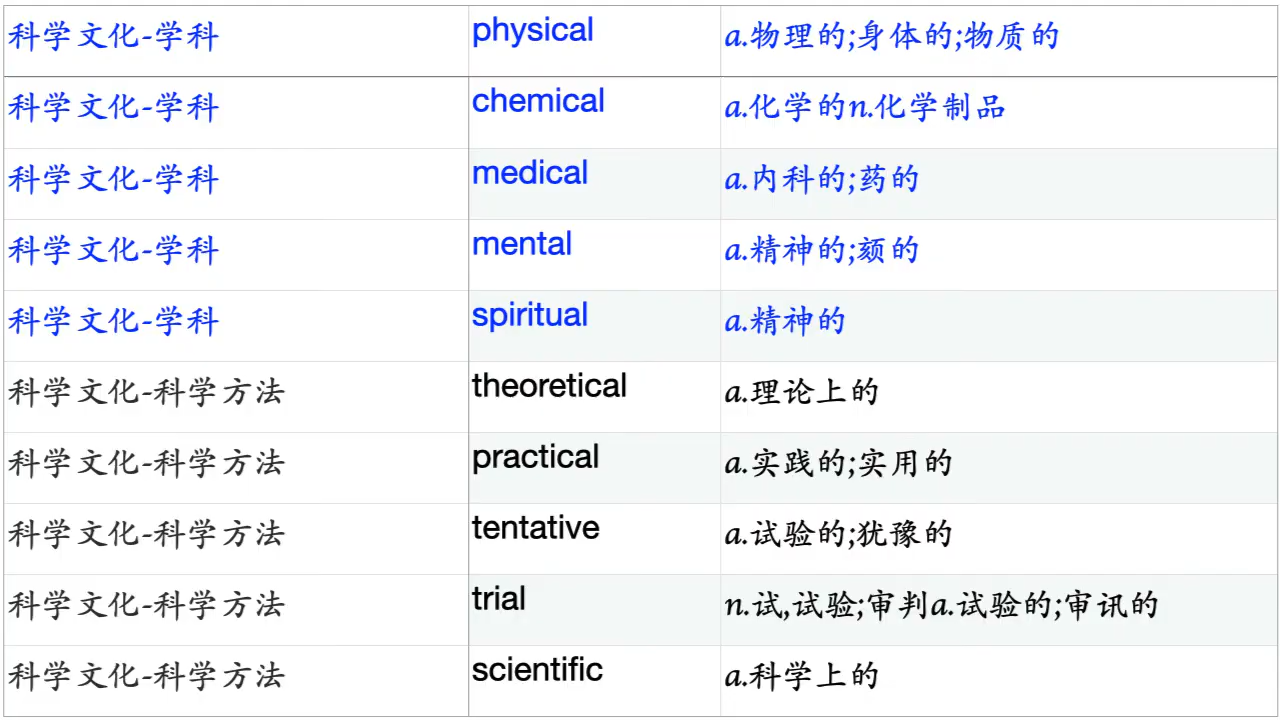 科学文化-学科 physical a.物理的;身体的;物质的
科学文化-学科 chemical a.化学的n.化学制品
科学文化-学科 medical a.内科的;药的
科学文化-学科 mental a.精神的;颏的
科学文化-学科 spiritual a.精神的
科学文化-科学方法 theoretical a.理论上的
科学文化-科学方法 practical a.实践的;实用的
科学文化-科学方法 tentative a.试验的;犹豫的
科学文化-科学方法 trial n.试,试验;审判a.试验的;审讯的
科学文化-科学方法 scientific a.科学上的